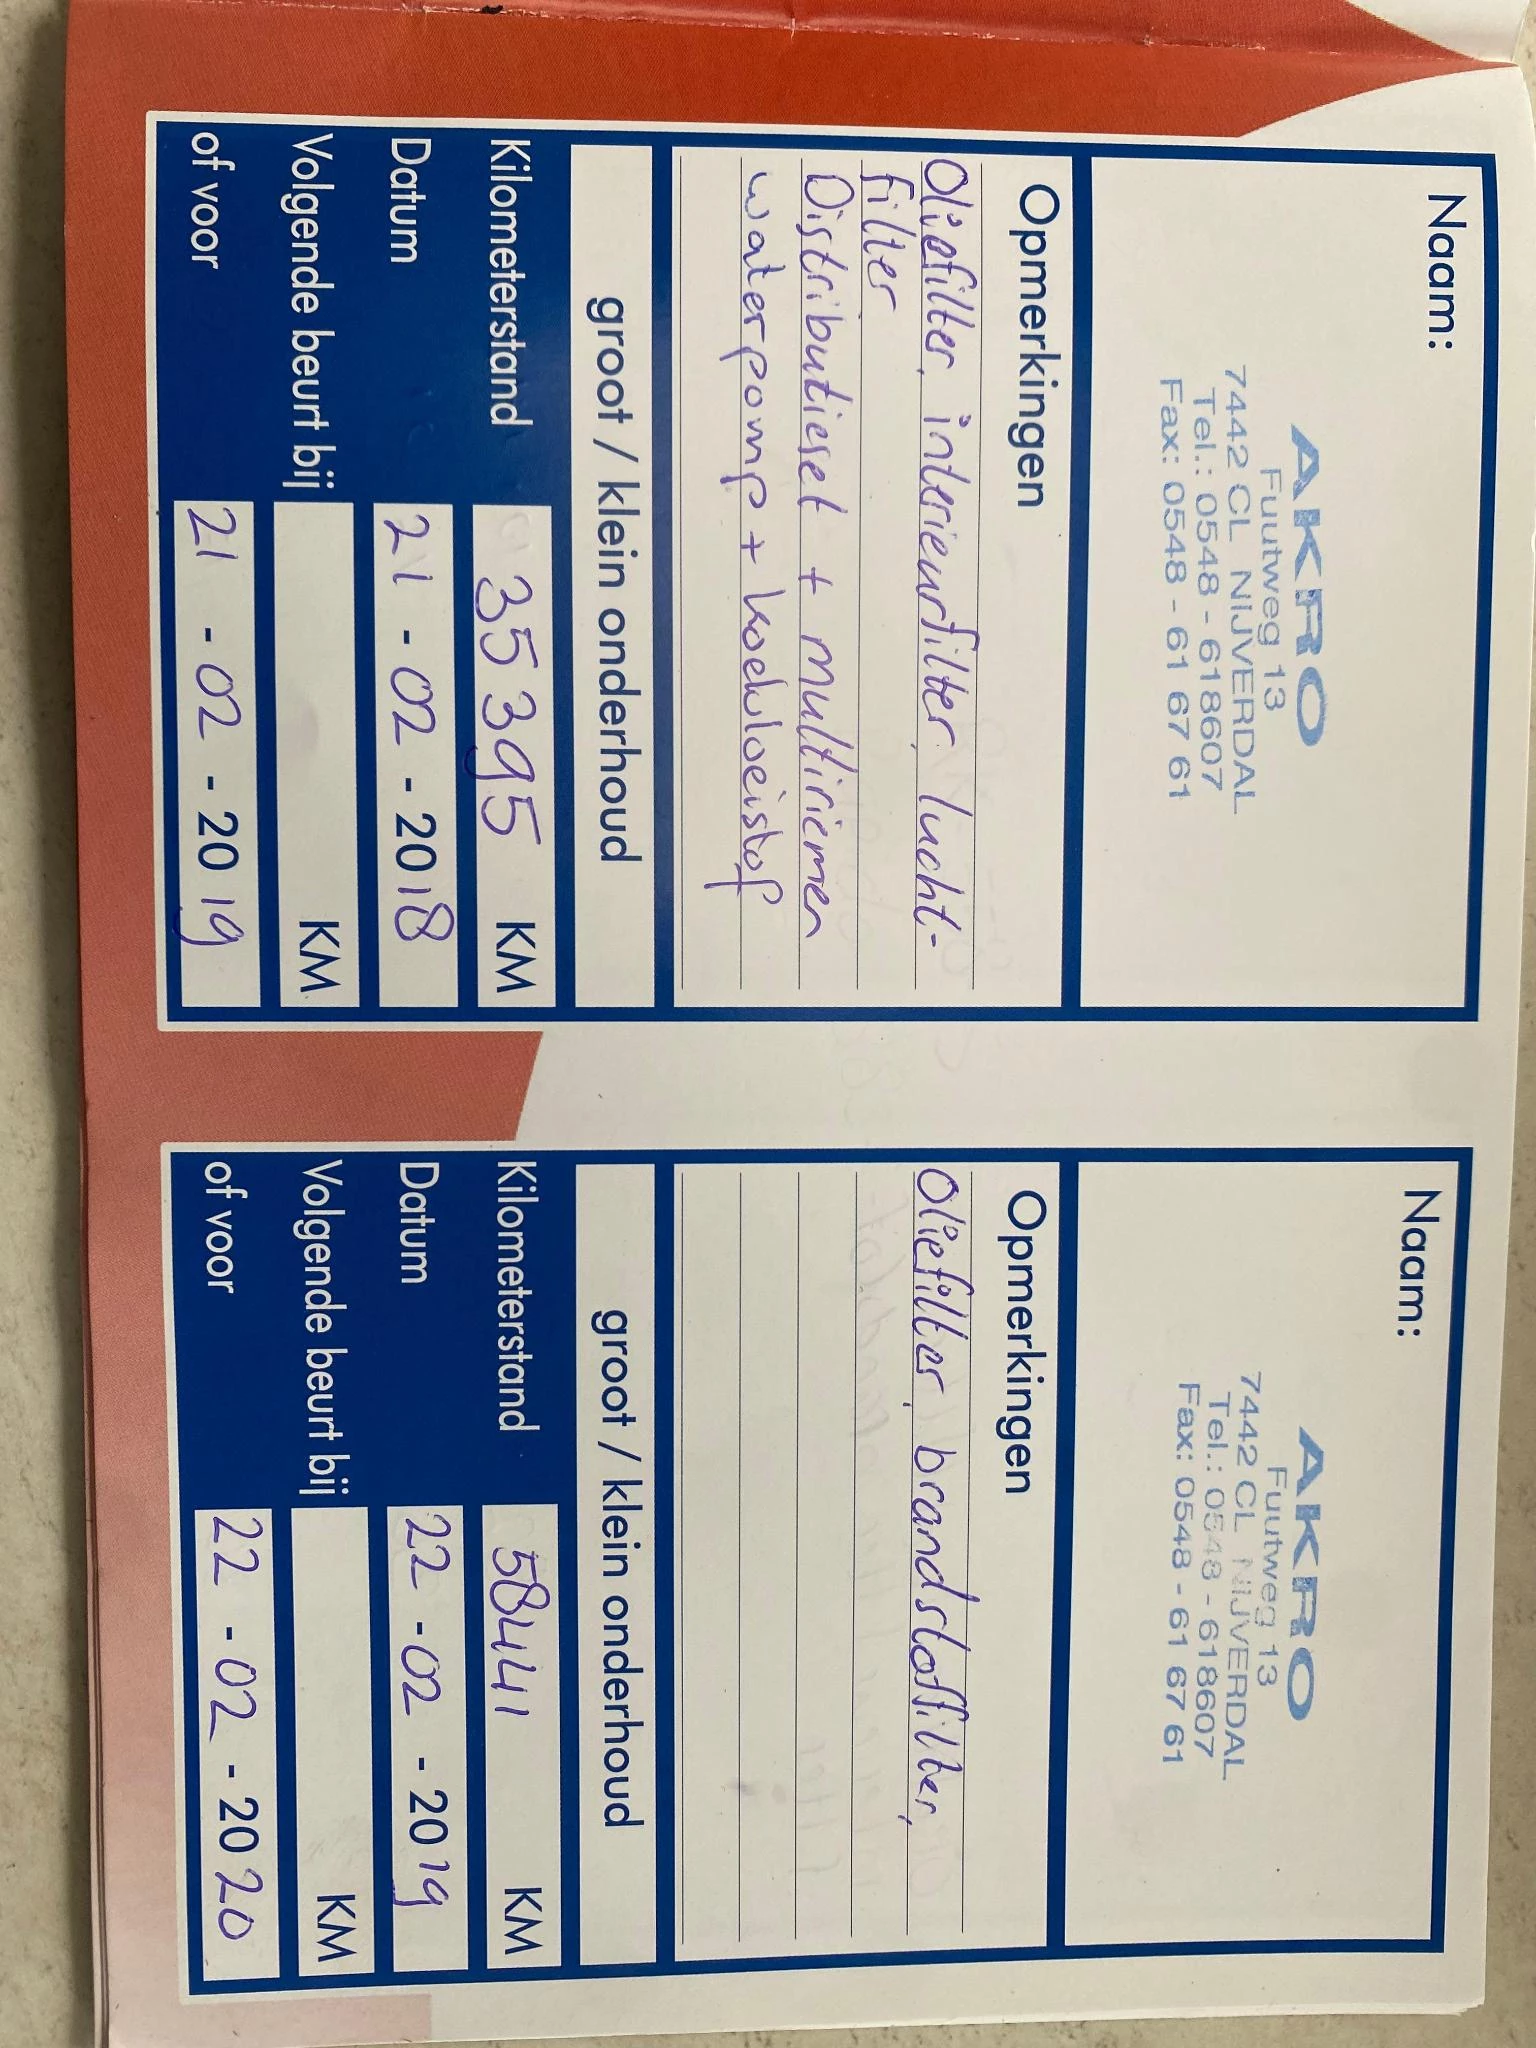 Naam:
AKRO
Fuutweg 13
7442 CL NIJVERDAL
Tel.: 0548 - 618607
Fax: 0548 - 61 67 61
Opmerkingen
Oliefilter, interieurfilter, lucht-
filter
Distributieset + multiriemen
waterpomp + koelvloeistof
groot / klein onderhoud
Kilometerstand 35 395 KM
Datum 21 - 02 - 2018
Volgende beurt bij KM
of voor 21 - 02 - 2019
Naam:
AKRO
Fuutweg 13
7442 CL NIJVERDAL
Tel.: 0548 - 618607
Fax: 0548 - 61 67 61
Opmerkingen
Oliefilter, brandstoffilter,
groot / klein onderhoud
Kilometerstand 58441 KM
Datum 22 - 02 - 2019
Volgende beurt bij KM
of voor 22 - 02 - 2020